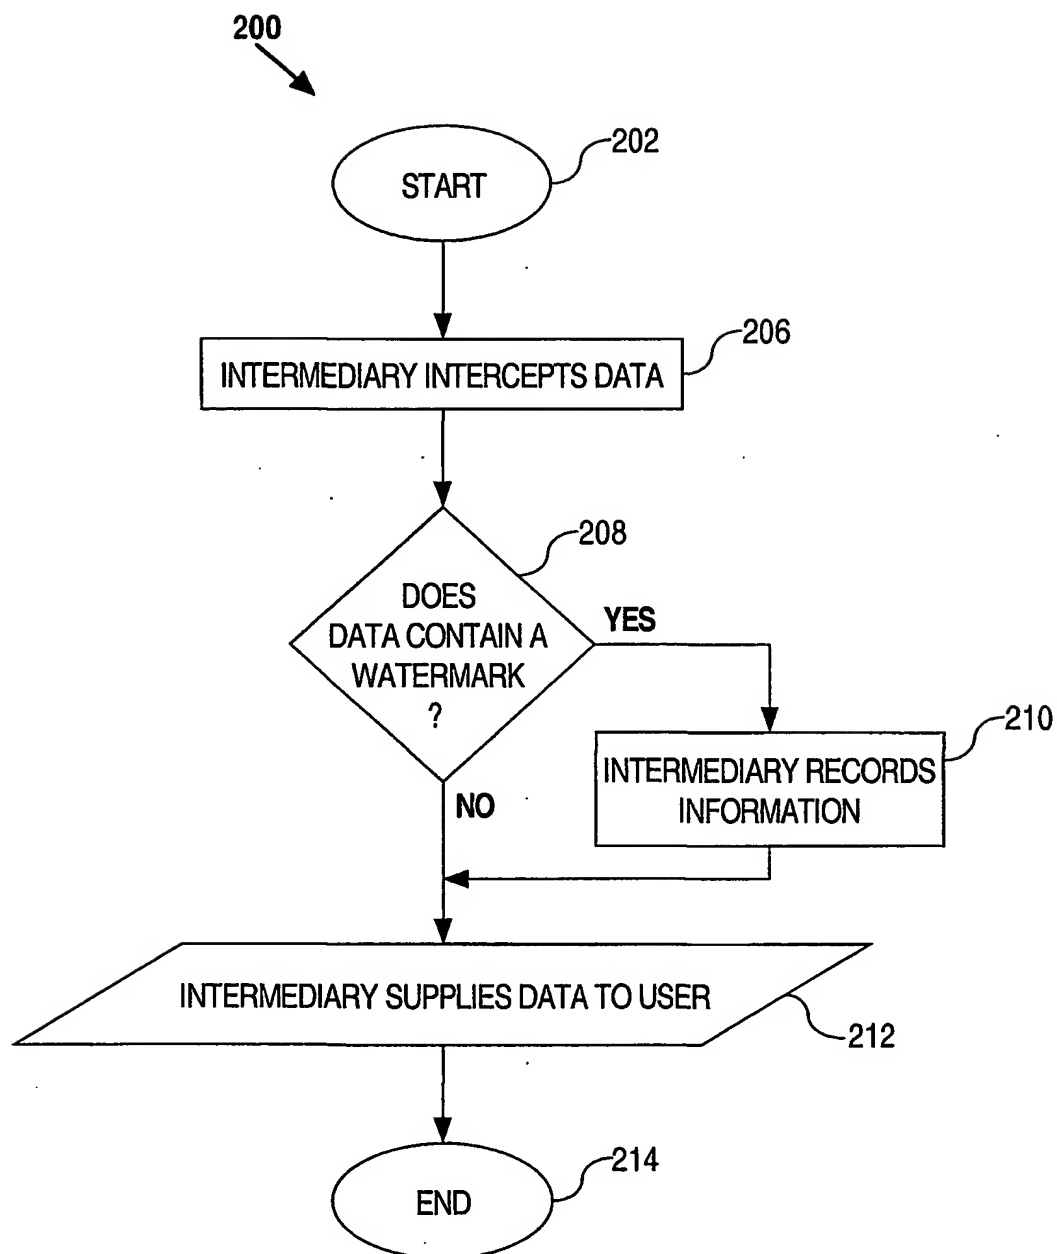 200
202
START
206
INTERMEDIARY INTERCEPTS DATA
208
DOES
DATA CONTAIN A
WATERMARK
?
YES
210
INTERMEDIARY RECORDS
INFORMATION
NO
INTERMEDIARY SUPPLIES DATA TO USER
212
214
END